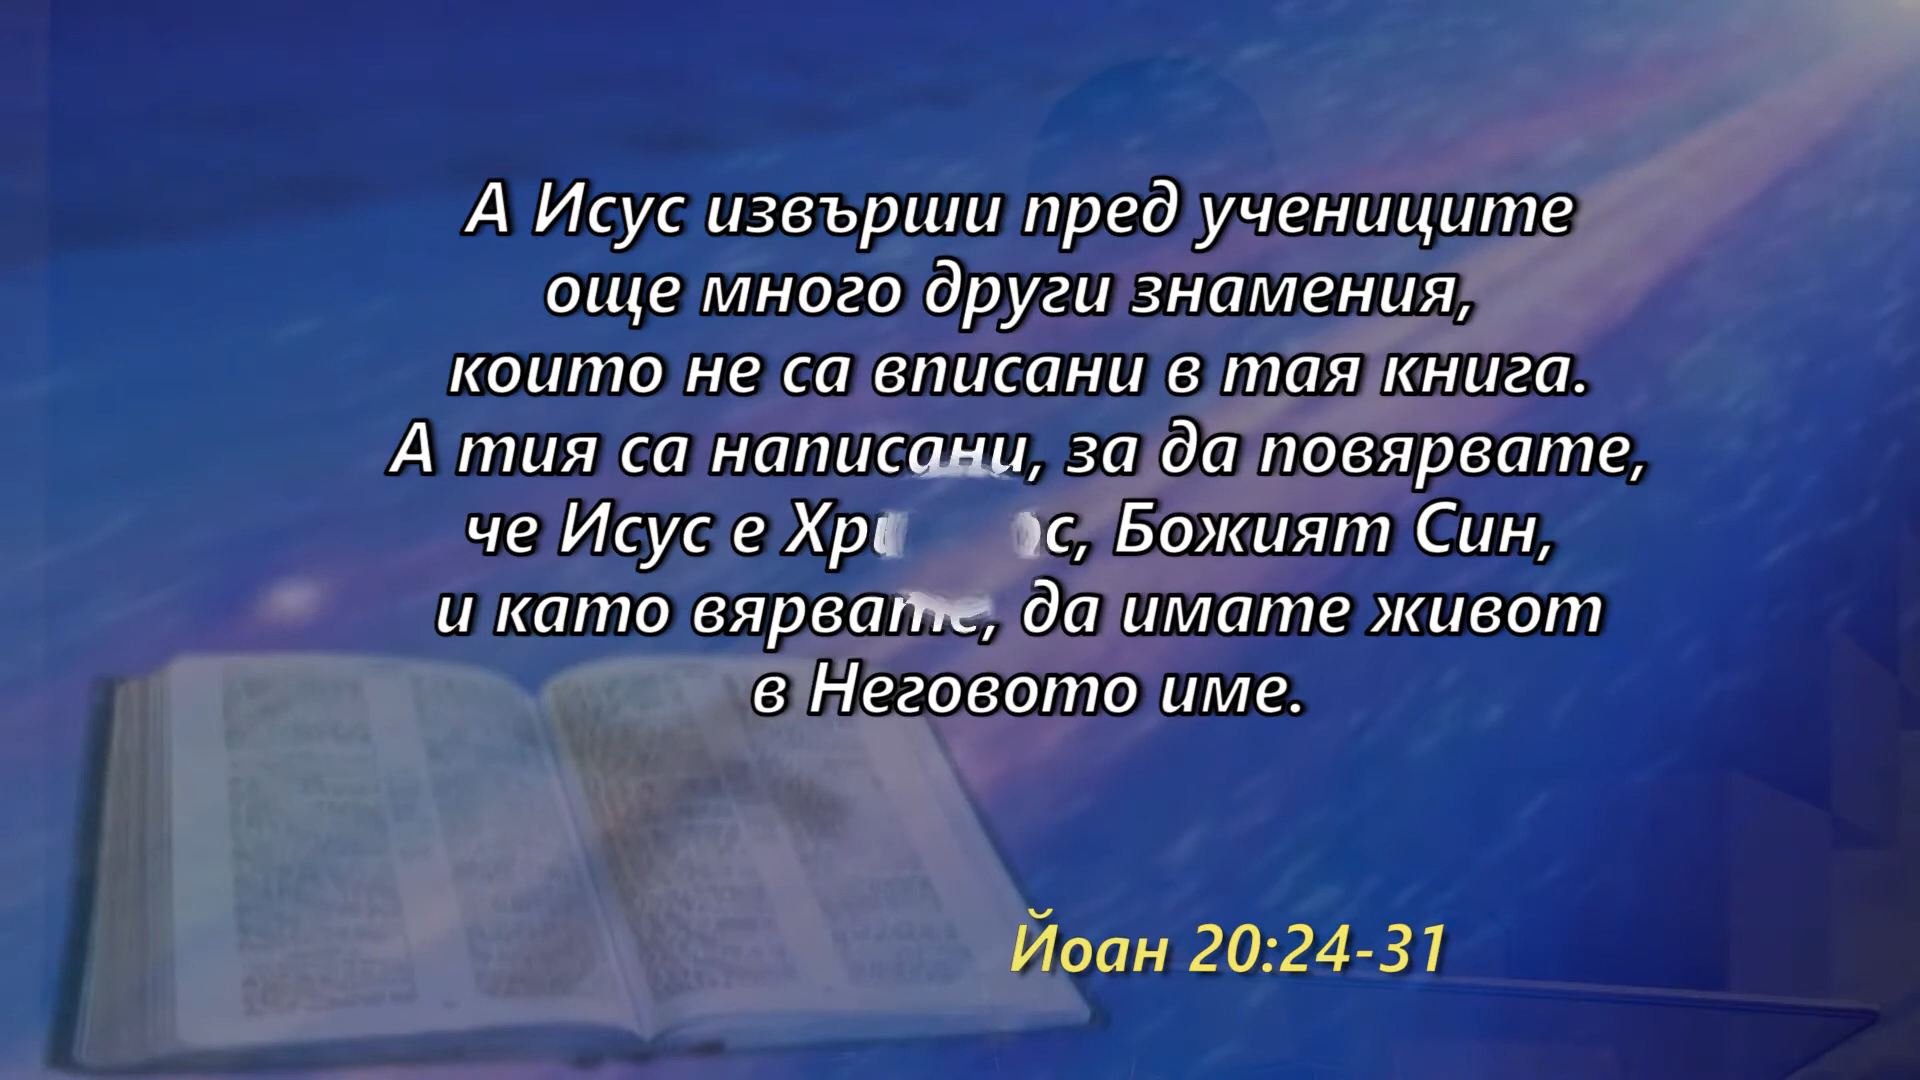 А Исус извърши пред учениците
още много други знамения,
които не са вписани в тая книга.
А тия са написани, за да повярвате,
че Исус е Божият Син,
и като вярвате, да имате живот
в Неговото име.
Йоан 20:24-31